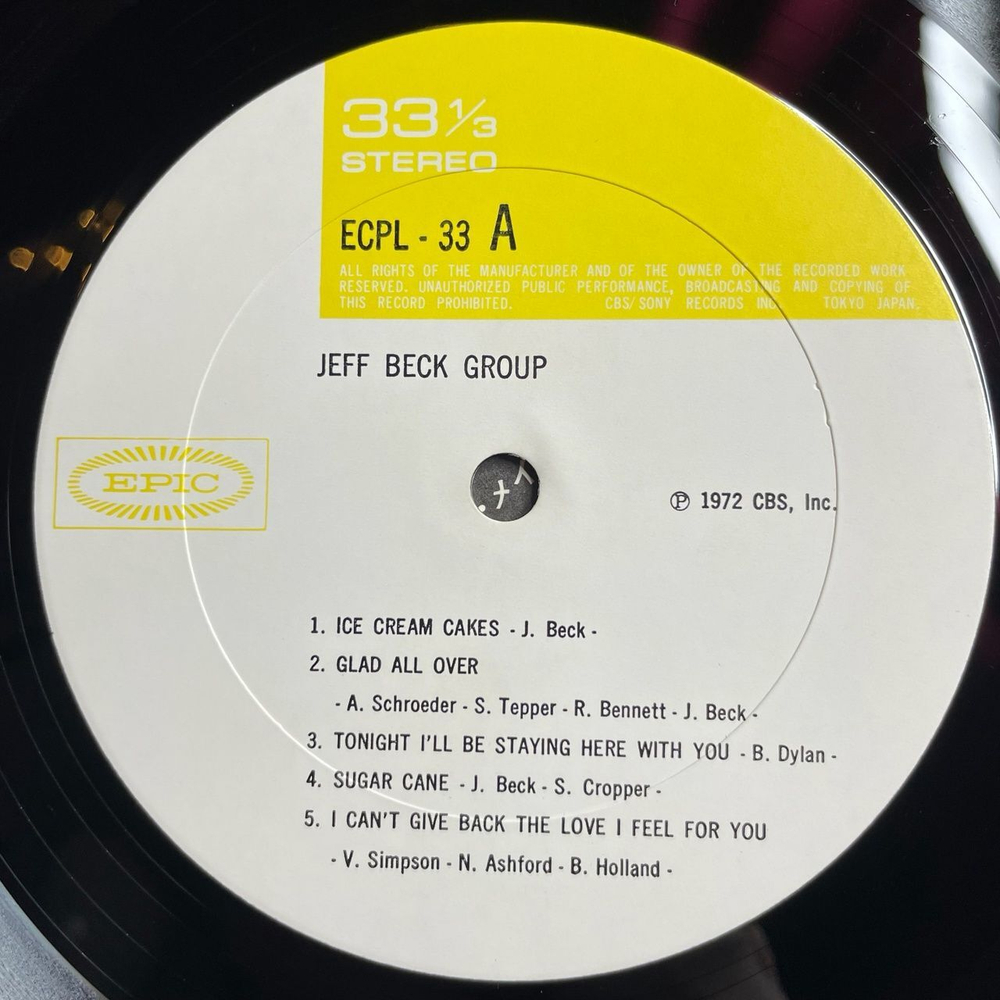 33 1/3
STEREO
ECPL - 33 A
ALL RIGHTS OF THE MANUFACTURER AND OF THE OWNER OF THE RECORDED WORK
RESERVED. UNAUTHORIZED PUBLIC PERFORMANCE, BROADCASTING AND COPYING OF
THIS RECORD PROHIBITED. CBS/SONY RECORDS INC. TOKYO JAPAN.
JEFF BECK GROUP
EPIC
Ⓟ 1972 CBS, Inc.
1. ICE CREAM CAKES - J. Beck -
2. GLAD ALL OVER
- A. Schroeder - S. Tepper - R. Bennett - J. Beck -
3. TONIGHT I'LL BE STAYING HERE WITH YOU - B. Dylan -
4. SUGAR CANE - J. Beck - S. Cropper -
5. I CAN'T GIVE BACK THE LOVE I FEEL FOR YOU
- V. Simpson - N. Ashford - B. Holland -